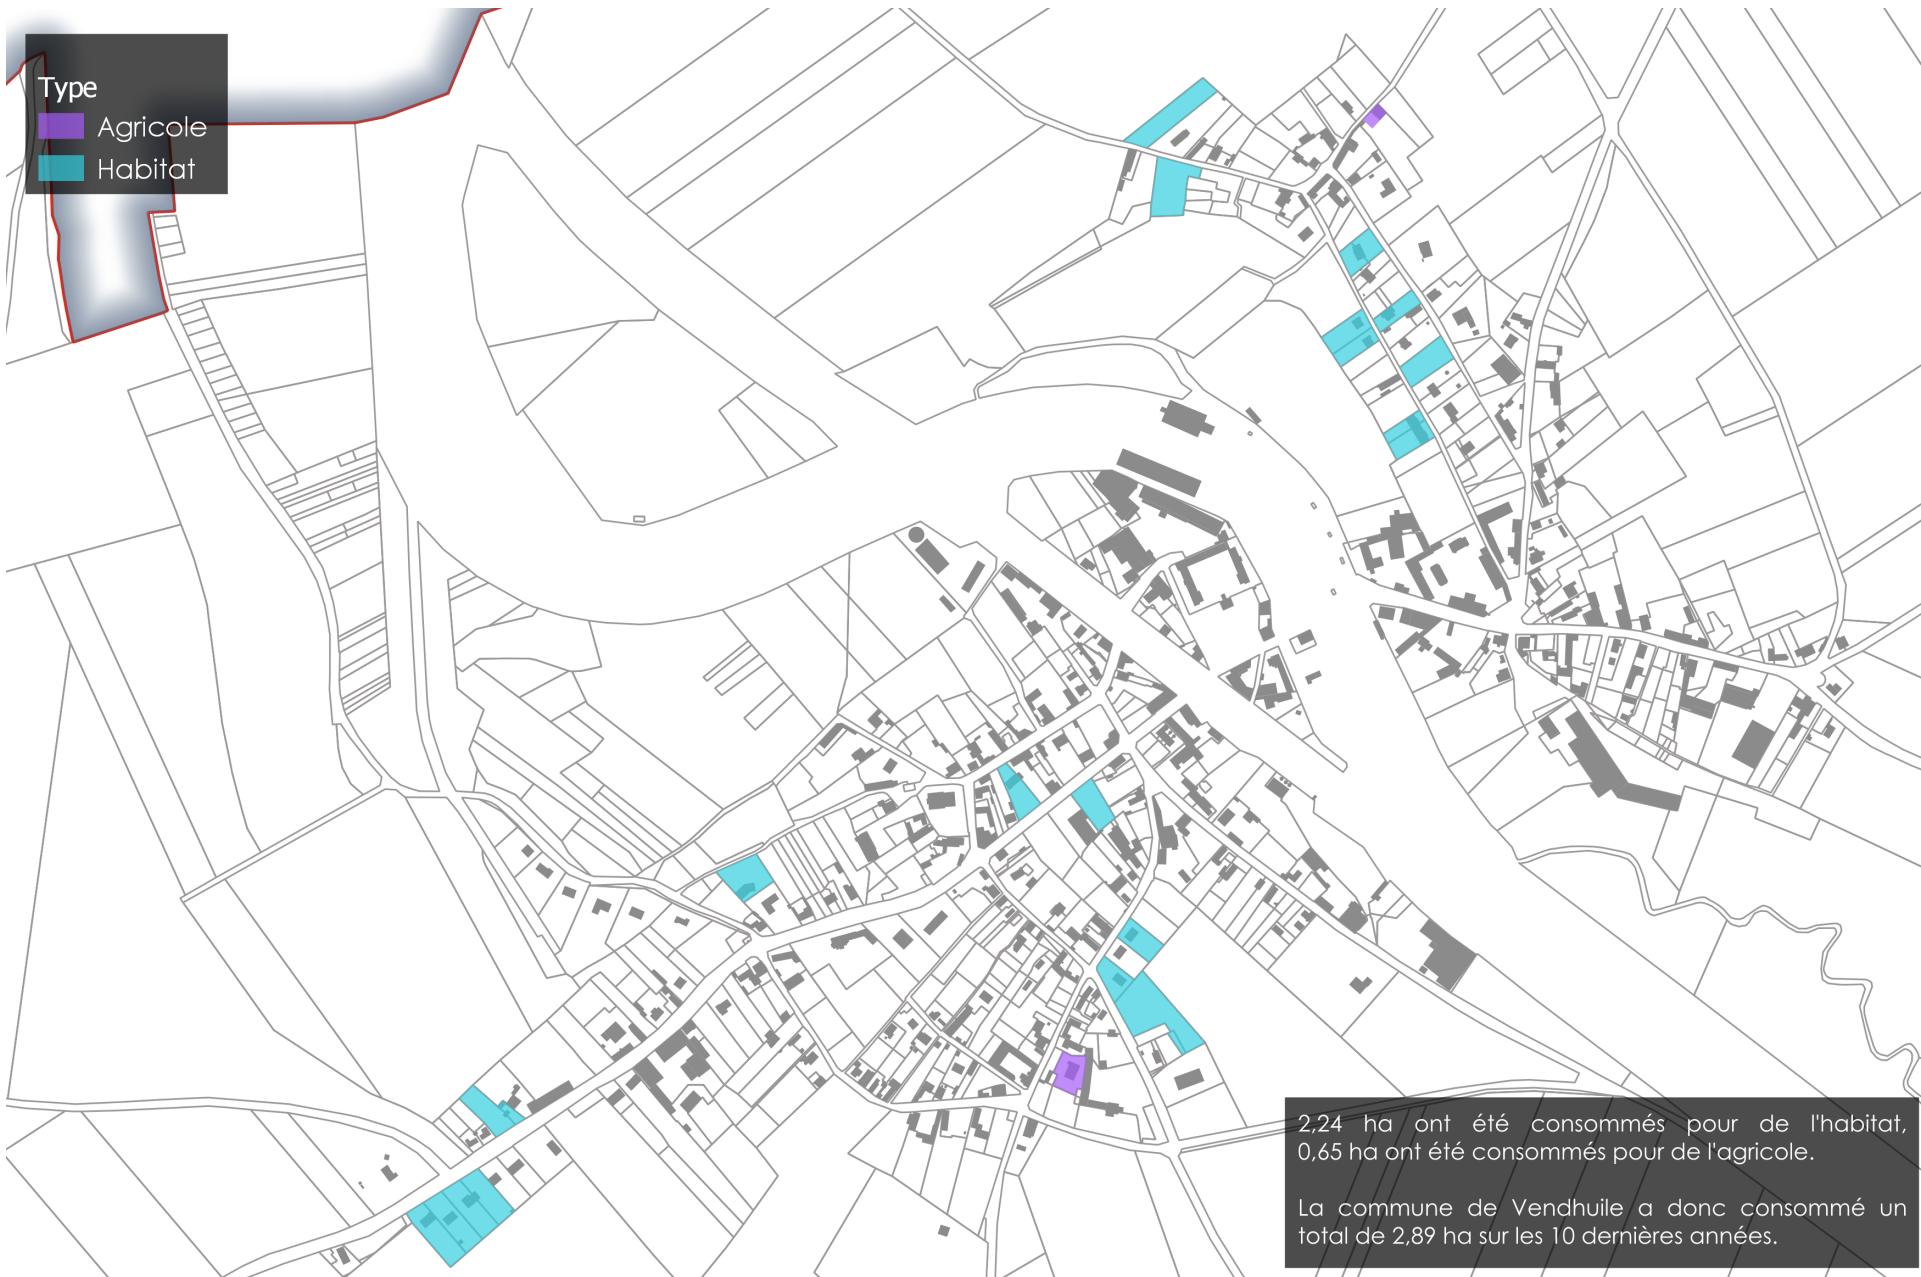 Type
Agricole
Habitat
2,24 ha ont été consommés pour de l'habitat,
0,65 ha ont été consommés pour de l'agricole.
La commune de Vendhuile a donc consommé un
total de 2,89 ha sur les 10 dernières années.